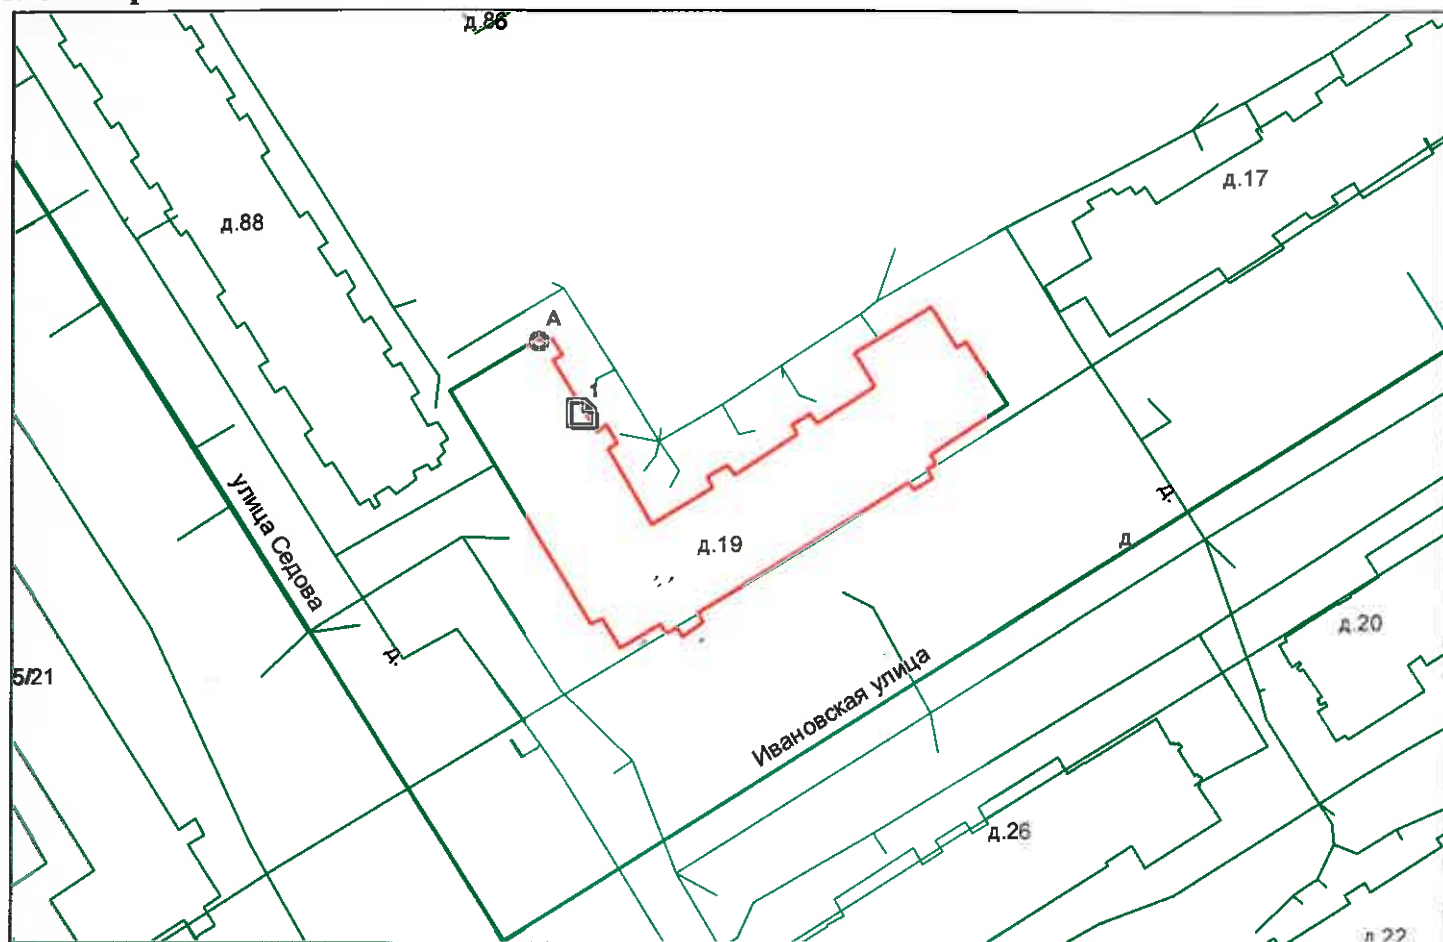 д.86
д.17
д.88
А
1
улица Седова
д.
д.19
д.
д.20
д.
5/21
Ивановская улица
д.26
д.22